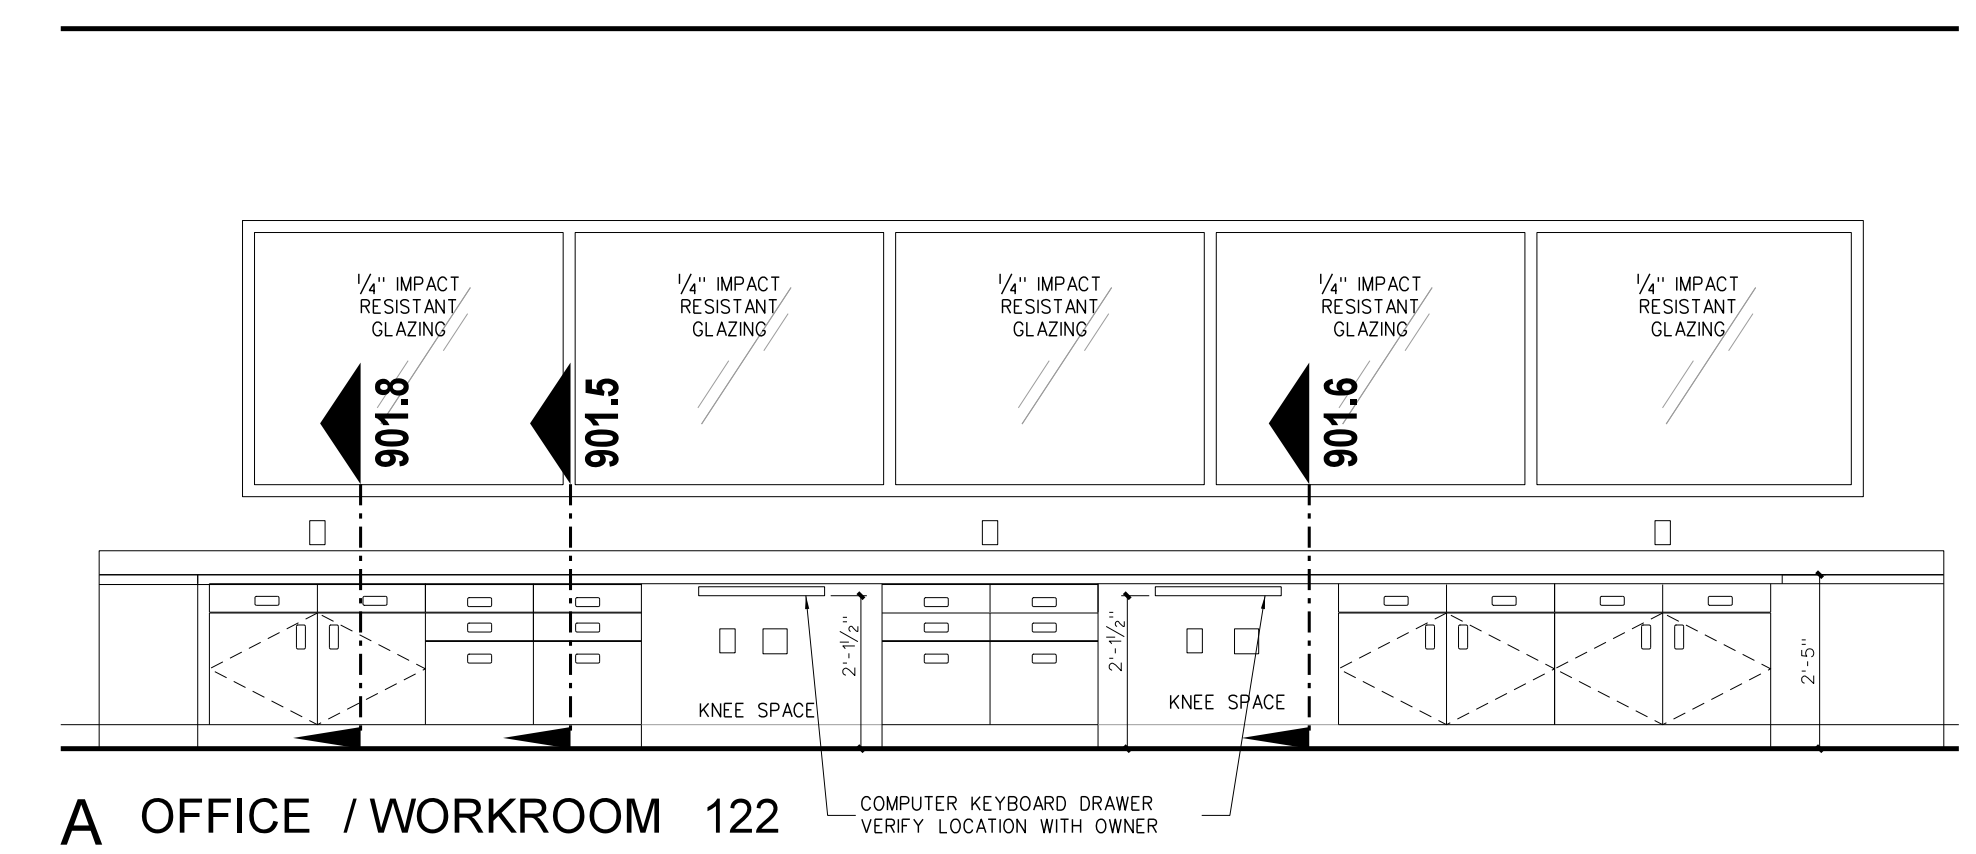 1/4" IMPACT
RESISTANT
GLAZING
1/4" IMPACT
RESISTANT
GLAZING
1/4" IMPACT
RESISTANT
GLAZING
1/4" IMPACT
RESISTANT
GLAZING
1/4" IMPACT
RESISTANT
GLAZING
901.8
901.5
901.6
KNEE SPACE
2'-1 1/2"
2'-1 1/2"
KNEE SPACE
2'-5"
COMPUTER KEYBOARD DRAWER
VERIFY LOCATION WITH OWNER
A OFFICE / WORKROOM 122